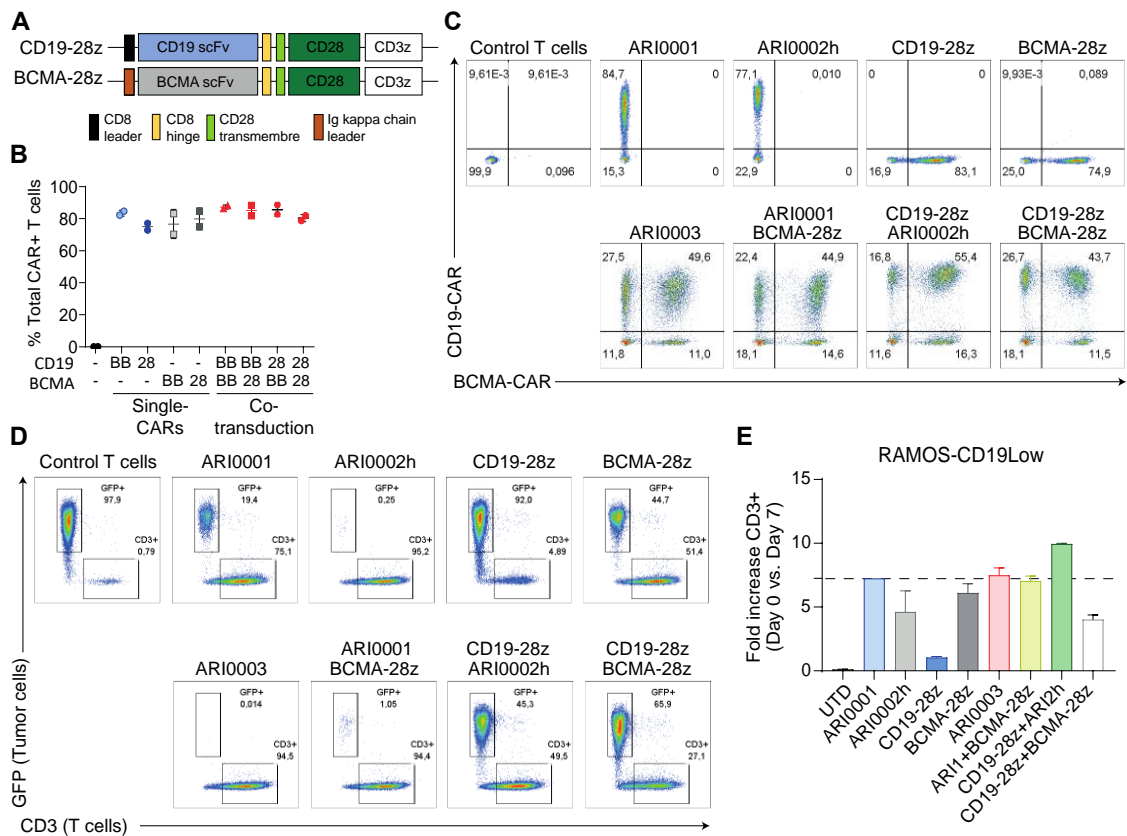 A
CD19-28z
CD19 scFv
CD28
CD3z
BCMA-28z
BCMA scFv
CD28
CD3z
CD8
leader
CD8
hinge
CD28
transmembre
Ig kappa chain
leader
B
% Total CAR+ T cells
100
80
60
40
20
0
CD19 - BB 28 - - BB BB 28 28
BCMA - - - BB 28 BB 28 BB 28
Single-
CARs
Co-
transduction
C
Control T cells
9,61E-3 9,61E-3
99,9 0,096
ARI0001
84,7 0
15,3 0
ARI0002h
77,1 0,010
22,9 0
CD19-28z
0 0
16,9 83,1
BCMA-28z
9,93E-3 0,089
25,0 74,9
ARI0003
27,5 49,6
11,8 11,0
ARI0001
BCMA-28z
22,4 44,9
18,1 14,6
CD19-28z
ARI0002h
16,8 55,4
11,6 16,3
CD19-28z
BCMA-28z
26,7 43,7
18,1 11,5
CD19-CAR
BCMA-CAR
D
Control T cells
GFP+
97,9
CD3+
0,79
ARI0001
GFP+
19,4
CD3+
75,1
ARI0002h
GFP+
0,25
CD3+
95,2
CD19-28z
GFP+
92,0
CD3+
4,89
BCMA-28z
GFP+
44,7
CD3+
51,4
ARI0003
GFP+
0,014
CD3+
94,5
ARI0001
BCMA-28z
GFP+
1,05
CD3+
94,4
CD19-28z
ARI0002h
GFP+
45,3
CD3+
49,5
CD19-28z
BCMA-28z
GFP+
65,9
CD3+
27,1
GFP (Tumor cells)
CD3 (T cells)
E
RAMOS-CD19Low
Fold increase CD3+
(Day 0 vs. Day 7)
15
10
5
0
UTD
ARI0001
ARI0002h
CD19-28z
BCMA-28z
ARI0003
ARI1+BCMA-28z
CD19-28z+ARI2h
CD19-28z+BCMA-28z